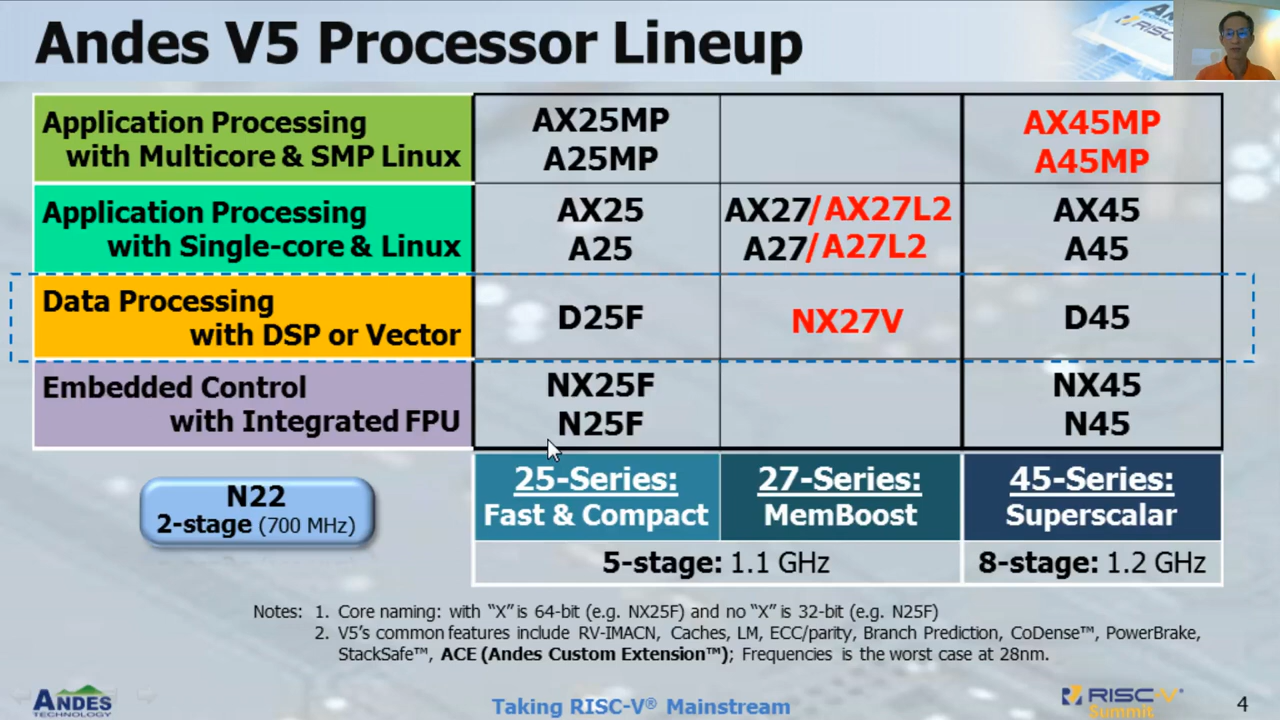 Andes V5 Processor Lineup
Application Processing
with Multicore & SMP Linux
AX25MP
A25MP
AX45MP
A45MP
Application Processing
with Single-core & Linux
AX25
A25
AX27/AX27L2
A27/A27L2
AX45
A45
Data Processing
with DSP or Vector
D25F
NX27V
D45
Embedded Control
with Integrated FPU
NX25F
N25F
NX45
N45
N22
2-stage (700 MHz)
25-Series:
Fast & Compact
27-Series:
MemBoost
45-Series:
Superscalar
5-stage: 1.1 GHz
8-stage: 1.2 GHz
Notes: 1. Core naming: with “X” is 64-bit (e.g. NX25F) and no “X” is 32-bit (e.g. N25F)
2. V5’s common features include RV-IMACN, Caches, LM, ECC/parity, Branch Prediction, CoDense™, PowerBrake,
StackSafe™, ACE (Andes Custom Extension™); Frequencies is the worst case at 28nm.
ANDES
TECHNOLOGY
Taking RISC-V® Mainstream
RISC-V
Summit
4